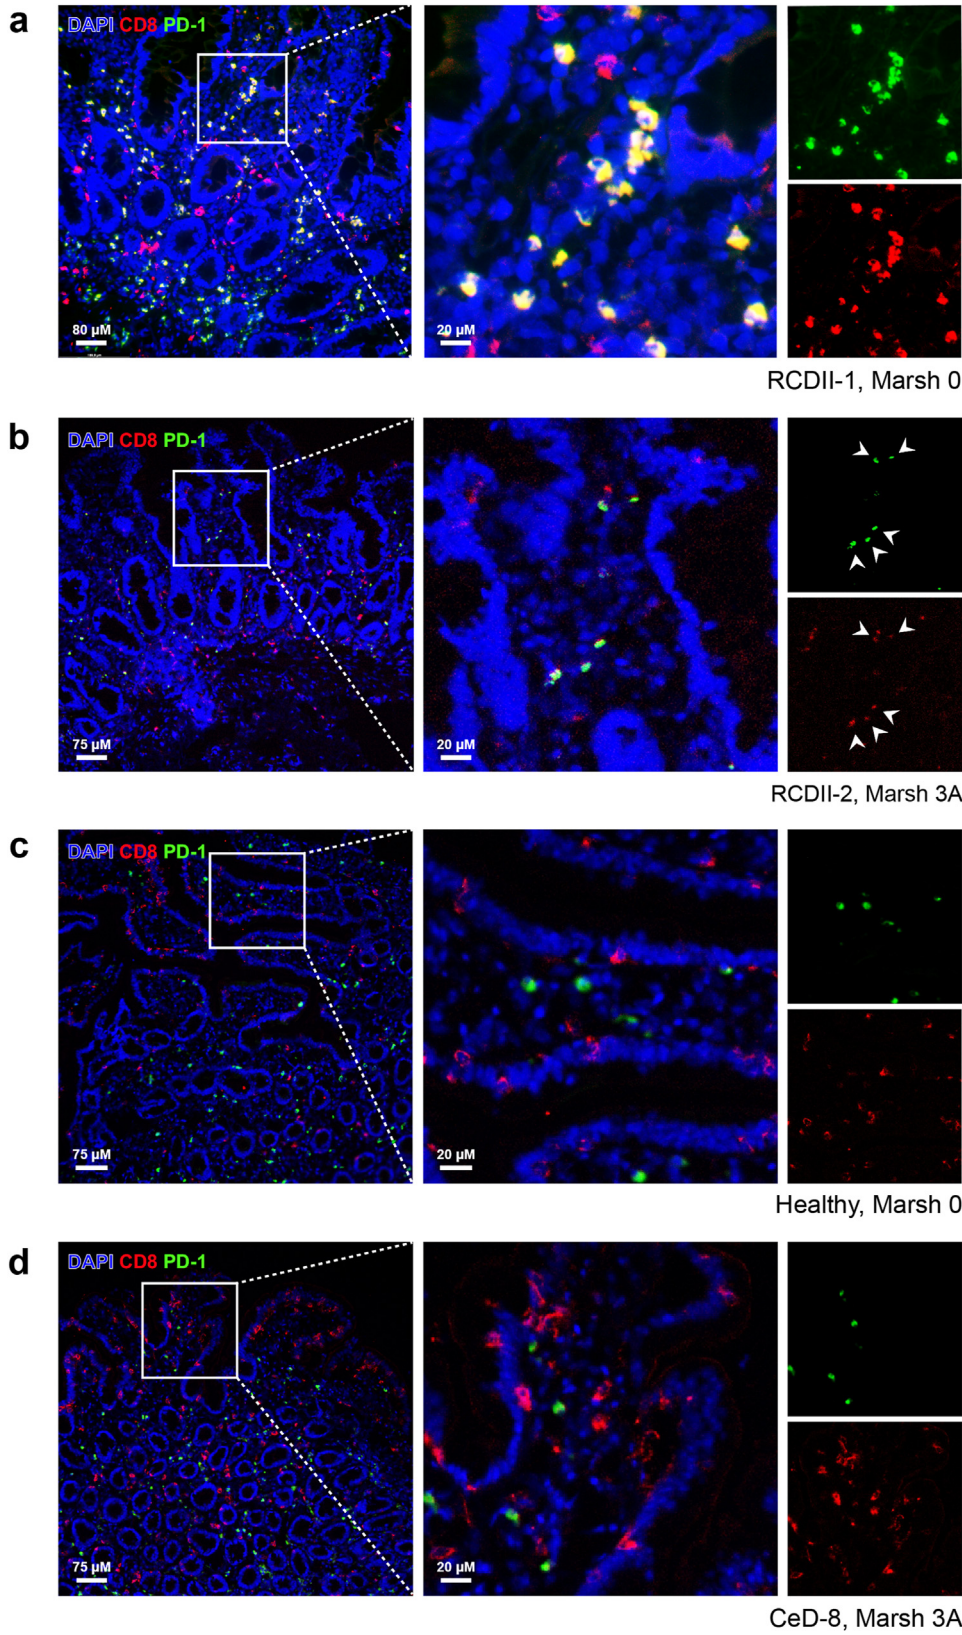 a
DAPI CD8 PD-1
80 µM
20 µM
RCDII-1, Marsh 0
b
DAPI CD8 PD-1
75 µM
20 µM
RCDII-2, Marsh 3A
c
DAPI CD8 PD-1
75 µM
20 µM
Healthy, Marsh 0
d
DAPI CD8 PD-1
75 µM
20 µM
CeD-8, Marsh 3A